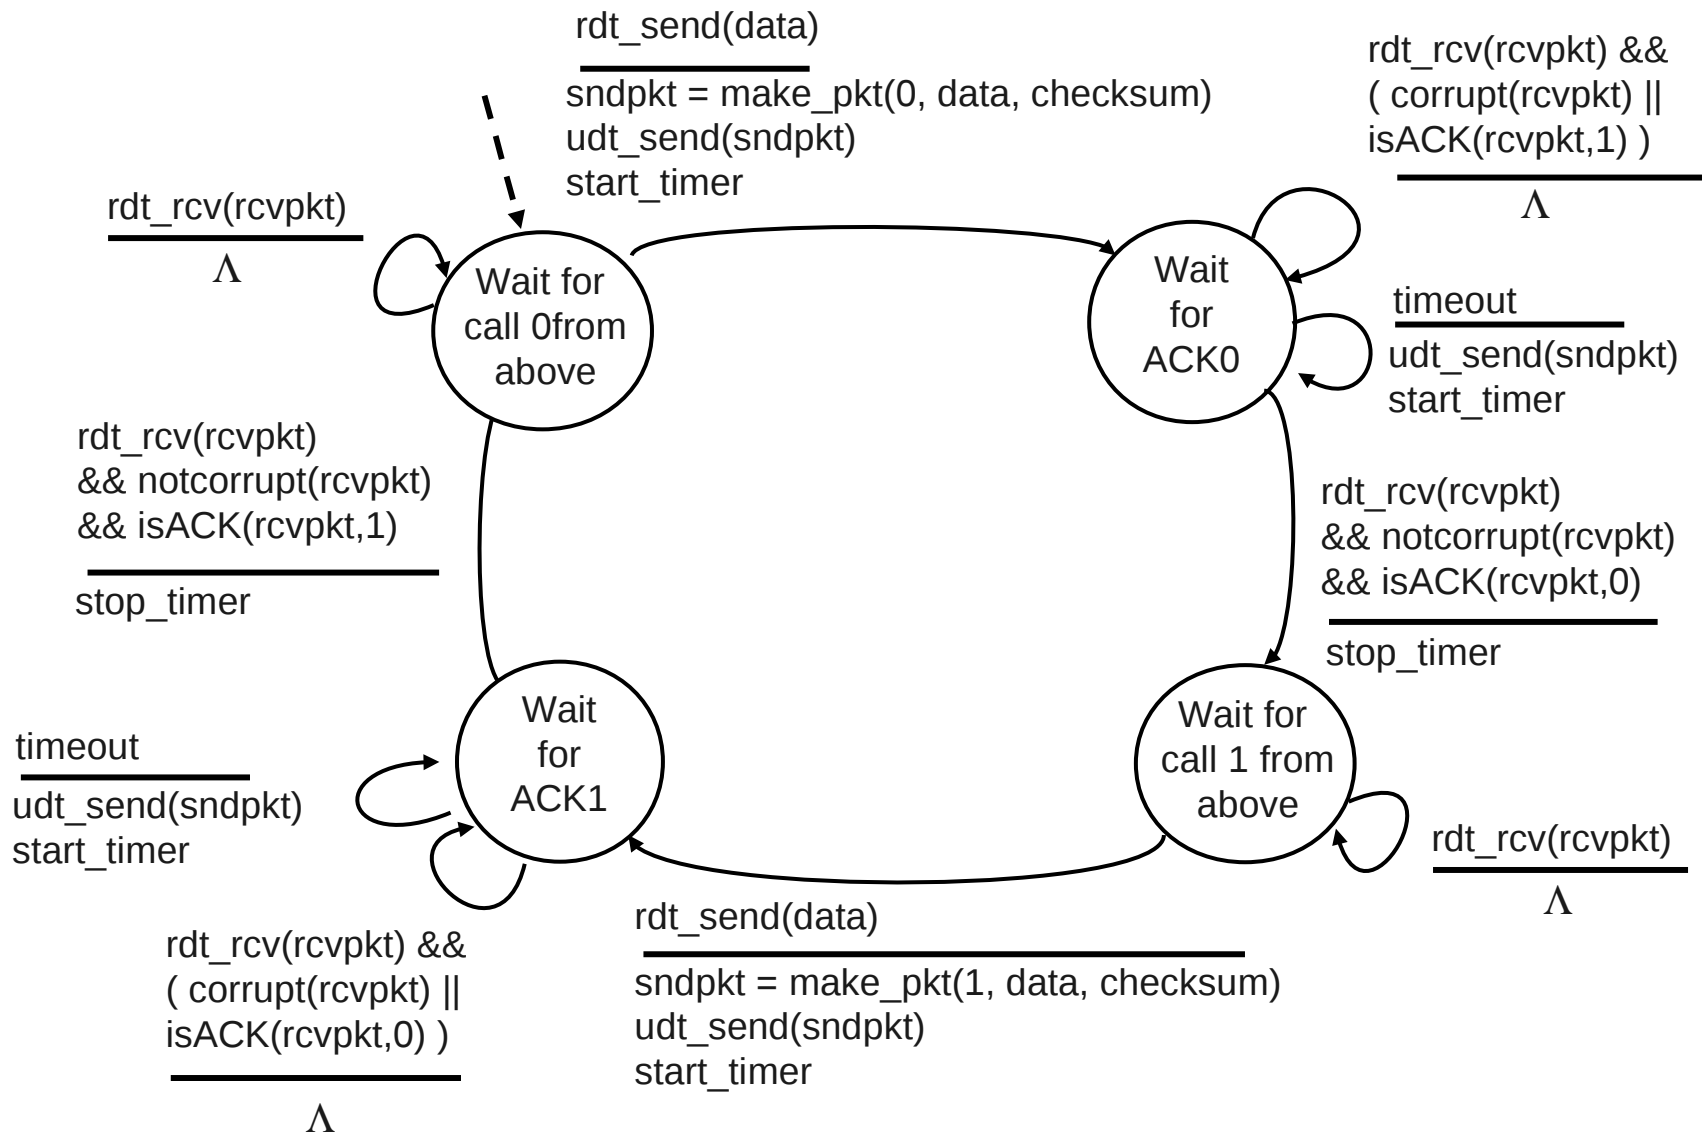 rdt_send(data)
sndpkt = make_pkt(0, data, checksum)
udt_send(sndpkt)
start_timer
rdt_rcv(rcvpkt) &&
( corrupt(rcvpkt) ||
isACK(rcvpkt,1) )
Λ
rdt_rcv(rcvpkt)
Λ
Wait for
call 0from
above
Wait
for
ACK0
timeout
udt_send(sndpkt)
start_timer
rdt_rcv(rcvpkt)
&& notcorrupt(rcvpkt)
&& isACK(rcvpkt,1)
stop_timer
rdt_rcv(rcvpkt)
&& notcorrupt(rcvpkt)
&& isACK(rcvpkt,0)
stop_timer
Wait
for
ACK1
Wait for
call 1 from
above
timeout
udt_send(sndpkt)
start_timer
rdt_rcv(rcvpkt)
Λ
rdt_rcv(rcvpkt) &&
( corrupt(rcvpkt) ||
isACK(rcvpkt,0) )
Λ
rdt_send(data)
sndpkt = make_pkt(1, data, checksum)
udt_send(sndpkt)
start_timer